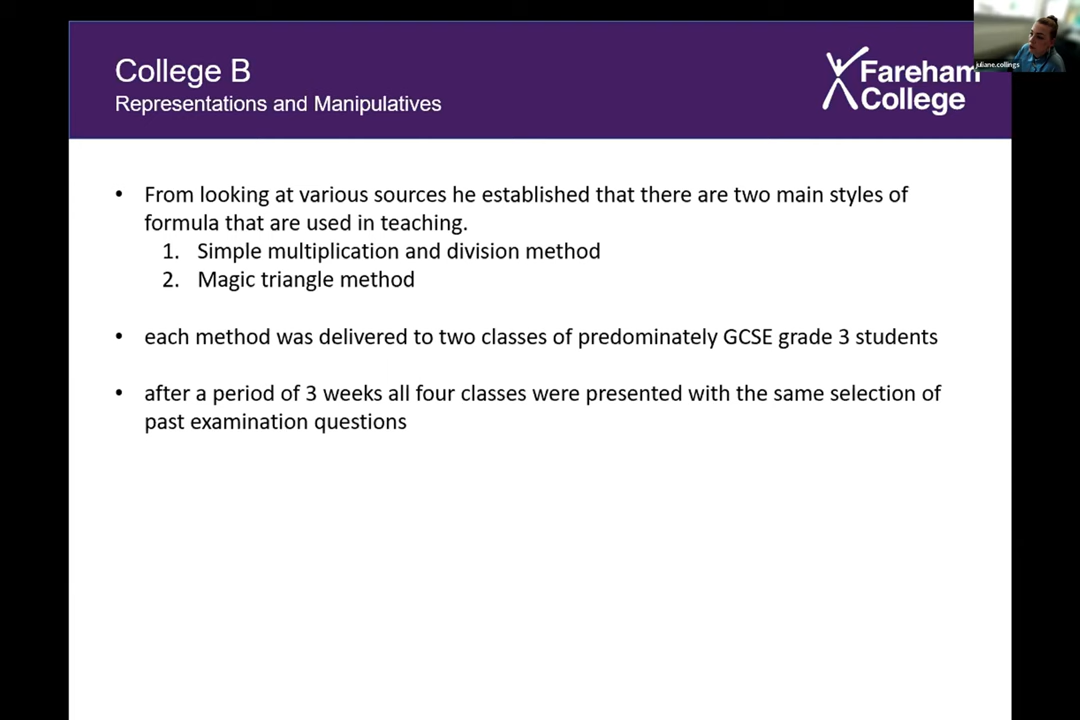 College B
Representations and Manipulatives
Fareham
College
juliane.collings
• From looking at various sources he established that there are two main styles of
formula that are used in teaching.
1. Simple multiplication and division method
2. Magic triangle method
• each method was delivered to two classes of predominately GCSE grade 3 students
• after a period of 3 weeks all four classes were presented with the same selection of
past examination questions